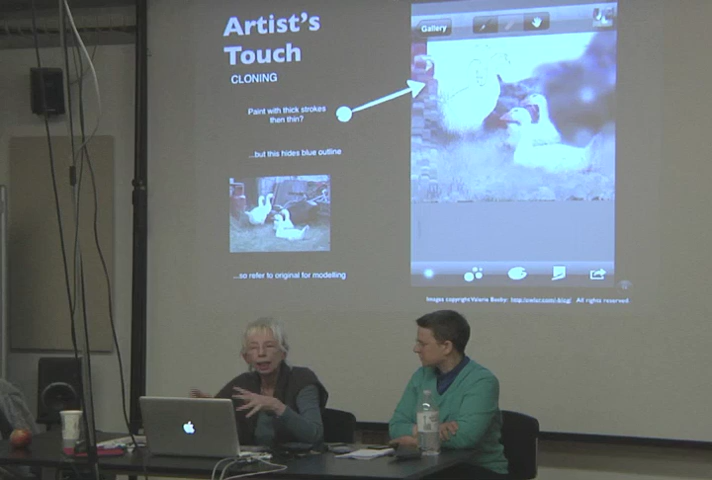 Artist's
Touch
CLONING
Gallery
Paint with thick strokes
then thin?
...but this hides blue outline
...so refer to original for modelling
Images copyright Valerie Beeby: All rights reserved.